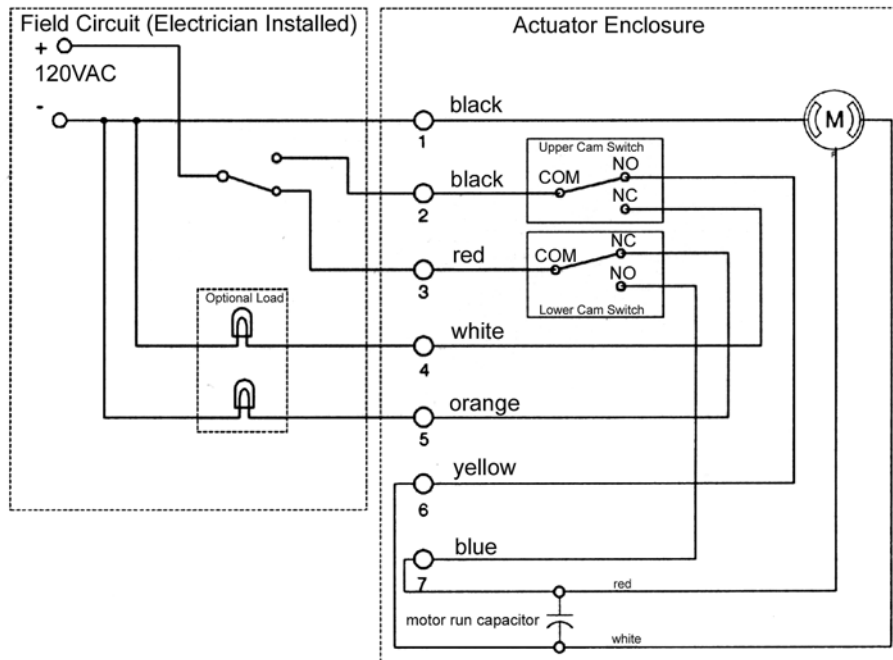 Field Circuit (Electrician Installed)
Actuator Enclosure
+
120VAC
-
black
1
M
Upper Cam Switch
NO
COM
NC
black
2
red
3
NC
COM
NO
Lower Cam Switch
Optional Load
white
4
orange
5
yellow
6
blue
7
red
motor run capacitor
white